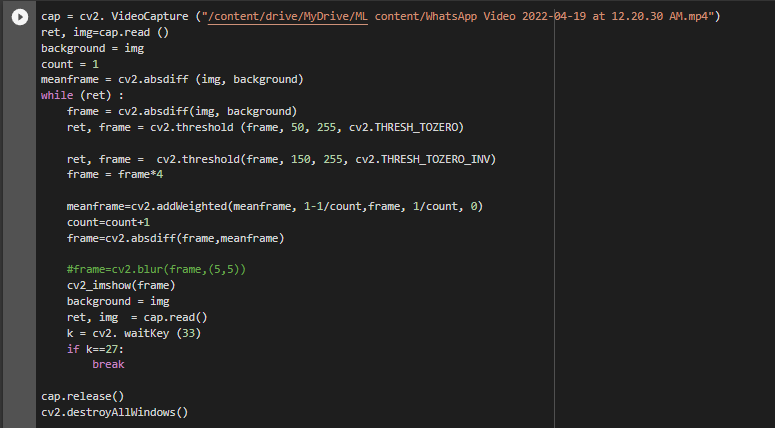 cap = cv2. VideoCapture ("/content/drive/MyDrive/ML content/WhatsApp Video 2022-04-19 at 12.20.30 AM.mp4")
ret, img=cap.read ()
background = img
count = 1
meanframe = cv2.absdiff (img, background)
while (ret) :
    frame = cv2.absdiff(img, background)
    ret, frame = cv2.threshold (frame, 50, 255, cv2.THRESH_TOZERO)
    ret, frame =  cv2.threshold(frame, 150, 255, cv2.THRESH_TOZERO_INV)
    frame = frame*4
    meanframe=cv2.addWeighted(meanframe, 1-1/count,frame, 1/count, 0)
    count=count+1
    frame=cv2.absdiff(frame,meanframe)
    #frame=cv2.blur(frame,(5,5))
    cv2_imshow(frame)
    background = img
    ret, img  = cap.read()
    k = cv2. waitKey (33)
    if k==27:
        break
cap.release()
cv2.destroyAllWindows()